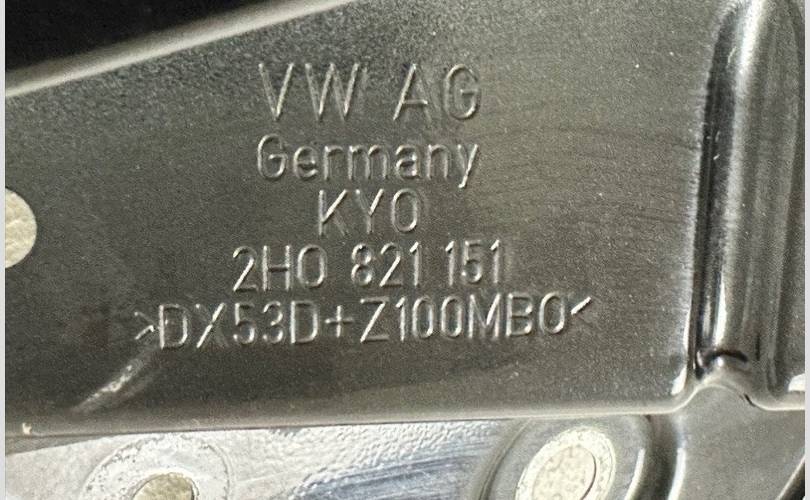 VW AG
Germany
KYO
2H0 821 151
>DX53D+Z100MBO<